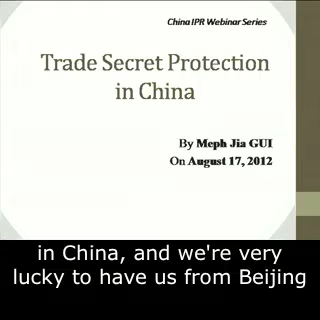 China IPR Webinar Series
Trade Secret Protection
in China
By Meph Jia GUI
On August 17, 2012
in China, and we're very
lucky to have us from Beijing